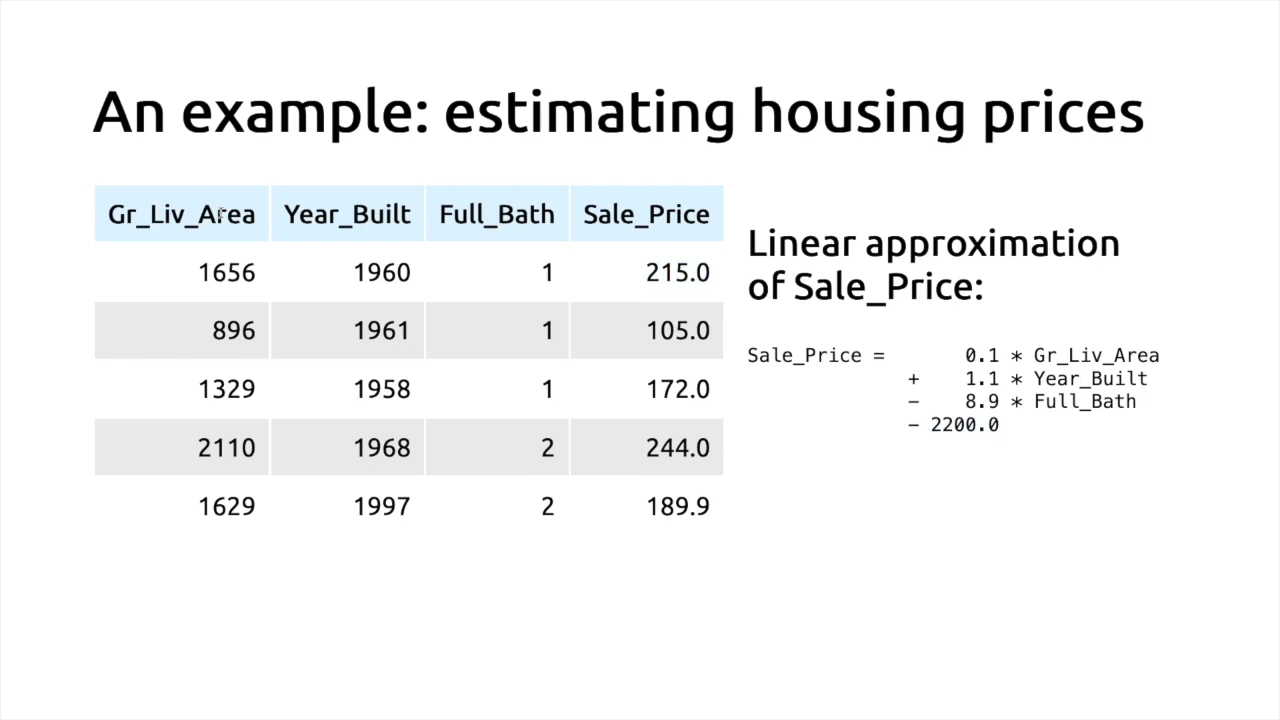 An example: estimating housing prices
Gr_Liv_Area Year_Built Full_Bath Sale_Price
1656 1960 1 215.0
896 1961 1 105.0
1329 1958 1 172.0
2110 1968 2 244.0
1629 1997 2 189.9
Linear approximation
of Sale_Price:
Sale_Price = 0.1 * Gr_Liv_Area
+ 1.1 * Year_Built
- 8.9 * Full_Bath
- 2200.0